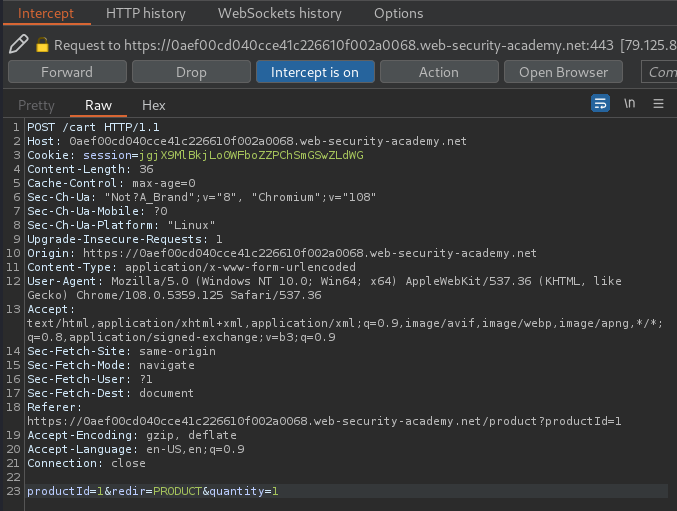 Intercept HTTP history WebSockets history Options
Request to https://0aef00cd040cce41c226610f002a0068.web-security-academy.net:443 [79.125.8
Forward Drop Intercept is on Action Open Browser Com
Pretty Raw Hex \n
1 POST /cart HTTP/1.1
2 Host: 0aef00cd040cce41c226610f002a0068.web-security-academy.net
3 Cookie: session=jgjX9MlBkjLoOWFboZZPChSmGSwZLdWG
4 Content-Length: 36
5 Cache-Control: max-age=0
6 Sec-Ch-Ua: "Not?A_Brand";v="8", "Chromium";v="108"
7 Sec-Ch-Ua-Mobile: ?0
8 Sec-Ch-Ua-Platform: "Linux"
9 Upgrade-Insecure-Requests: 1
10 Origin: https://0aef00cd040cce41c226610f002a0068.web-security-academy.net
11 Content-Type: application/x-www-form-urlencoded
12 User-Agent: Mozilla/5.0 (Windows NT 10.0; Win64; x64) AppleWebKit/537.36 (KHTML, like
Gecko) Chrome/108.0.5359.125 Safari/537.36
13 Accept:
text/html,application/xhtml+xml,application/xml;q=0.9,image/avif,image/webp,image/apng,*/*;
q=0.8,application/signed-exchange;v=b3;q=0.9
14 Sec-Fetch-Site: same-origin
15 Sec-Fetch-Mode: navigate
16 Sec-Fetch-User: ?1
17 Sec-Fetch-Dest: document
18 Referer:
https://0aef00cd040cce41c226610f002a0068.web-security-academy.net/product?productId=1
19 Accept-Encoding: gzip, deflate
20 Accept-Language: en-US,en;q=0.9
21 Connection: close
22
23 productId=1&redir=PRODUCT&quantity=1